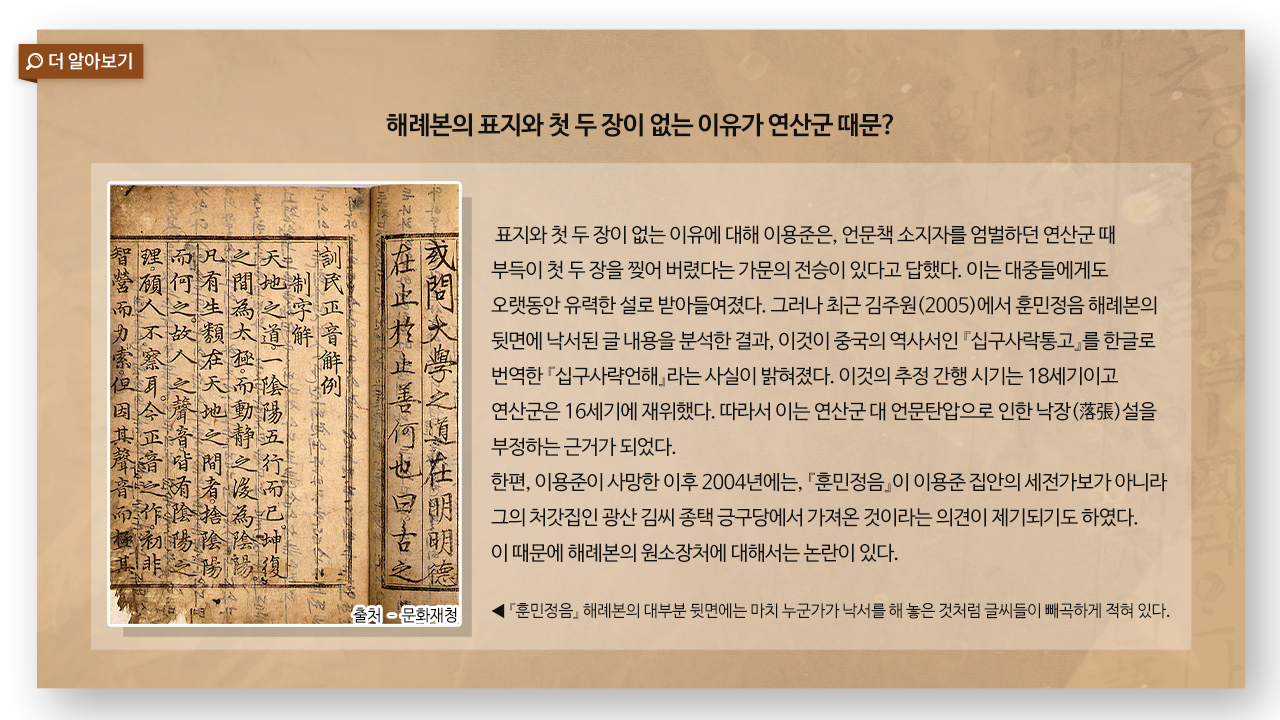 더 알아보기
해례본의 표지와 첫 두 장이 없는 이유가 연산군 때문?
표지와 첫 두 장이 없는 이유에 대해 이용준은, 언문책 소지자를 엄벌하던 연산군 때
부득이 첫 두 장을 찢어 버렸다는 가문의 전승이 있다고 답했다. 이는 대중들에게도
오랫동안 유력한 설로 받아들여졌다. 그러나 최근 김주원(2005)에서 훈민정음 해례본의
뒷면에 낙서된 글 내용을 분석한 결과, 이것이 중국의 역사서인 『십구사략통고』를 한글로
번역한 『십구사략언해』라는 사실이 밝혀졌다. 이것의 추정 간행 시기는 18세기이고
연산군은 16세기에 재위했다. 따라서 이는 연산군 대 언문탄압으로 인한 낙장(落張)설을
부정하는 근거가 되었다.
한편, 이용준이 사망한 이후 2004년에는, 『훈민정음』이 이용준 집안의 세전가보가 아니라
그의 처갓집인 광산 김씨 종택 긍구당에서 가져온 것이라는 의견이 제기되기도 하였다.
이 때문에 해례본의 원소장처에 대해서는 논란이 있다.
◀ 『훈민정음』 해례본의 대부분 뒷면에는 마치 누군가가 낙서를 해 놓은 것처럼 글씨들이 빼곡하게 적혀 있다.
或問大學之道在明明德
在止於止善何也曰古之
訓民正音解例
制字解
天地之道。一陰陽五行而已。坤復
之間為太極。而動靜之後為陰陽。
凡有生類在天地之間者捨陰陽
而何之。故人之聲音皆有陰陽之
理。顧人不察耳。今正音之作。初非
智營而力索。但因其聲音而極其
출처 - 문화재청